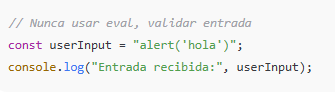 // Nunca usar eval, validar entrada
const userInput = "alert('hola')";
console.log("Entrada recibida:", userInput);